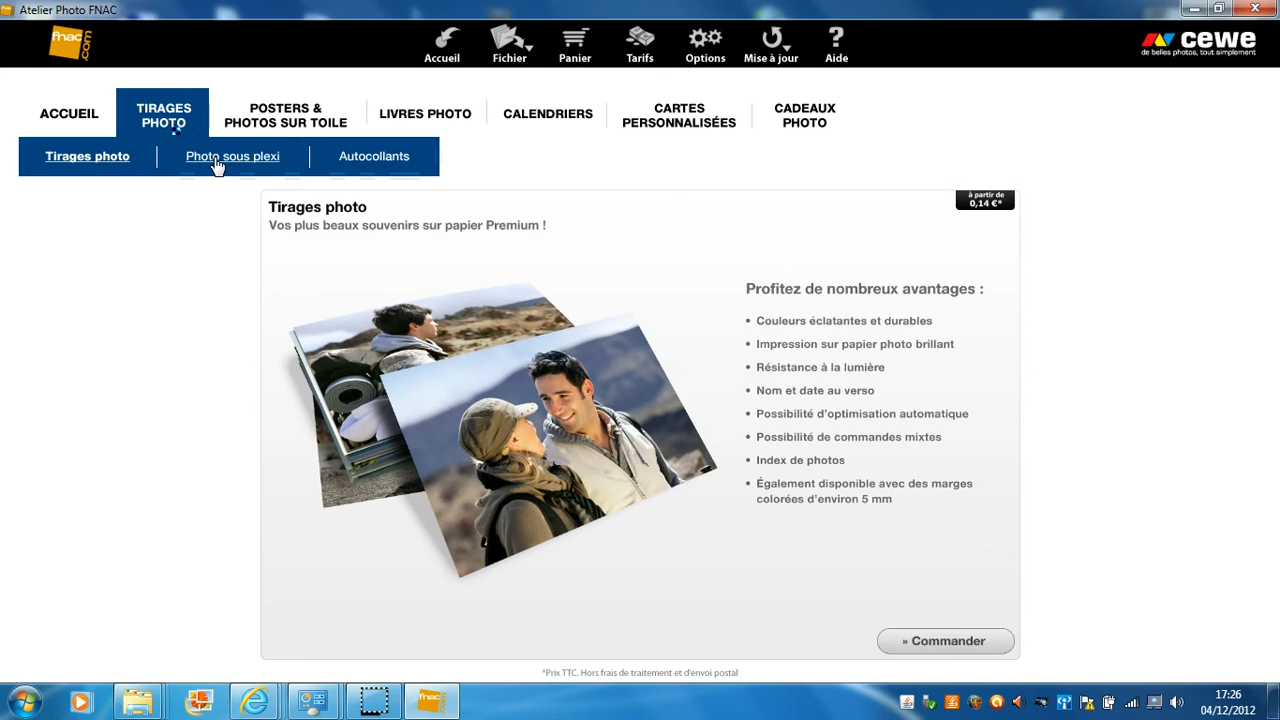 Atelier Photo FNAC
fnac
.com
Accueil
Fichier
Panier
Tarifs
Options
Mise à jour
Aide
cewe
de belles photos, tout simplement
ACCUEIL
TIRAGES
PHOTO
POSTERS &
PHOTOS SUR TOILE
LIVRES PHOTO
CALENDRIERS
CARTES
PERSONNALISÉES
CADEAUX
PHOTO
Tirages photo
Photo sous plexi
Autocollants
Tirages photo
Vos plus beaux souvenirs sur papier Premium !
à partir de
0,14 €*
Profitez de nombreux avantages :
• Couleurs éclatantes et durables
• Impression sur papier photo brillant
• Résistance à la lumière
• Nom et date au verso
• Possibilité d'optimisation automatique
• Possibilité de commandes mixtes
• Index de photos
• Également disponible avec des marges
colorées d'environ 5 mm
» Commander
*Prix TTC. Hors frais de traitement et d'envoi postal
fnac
17:26
04/12/2012